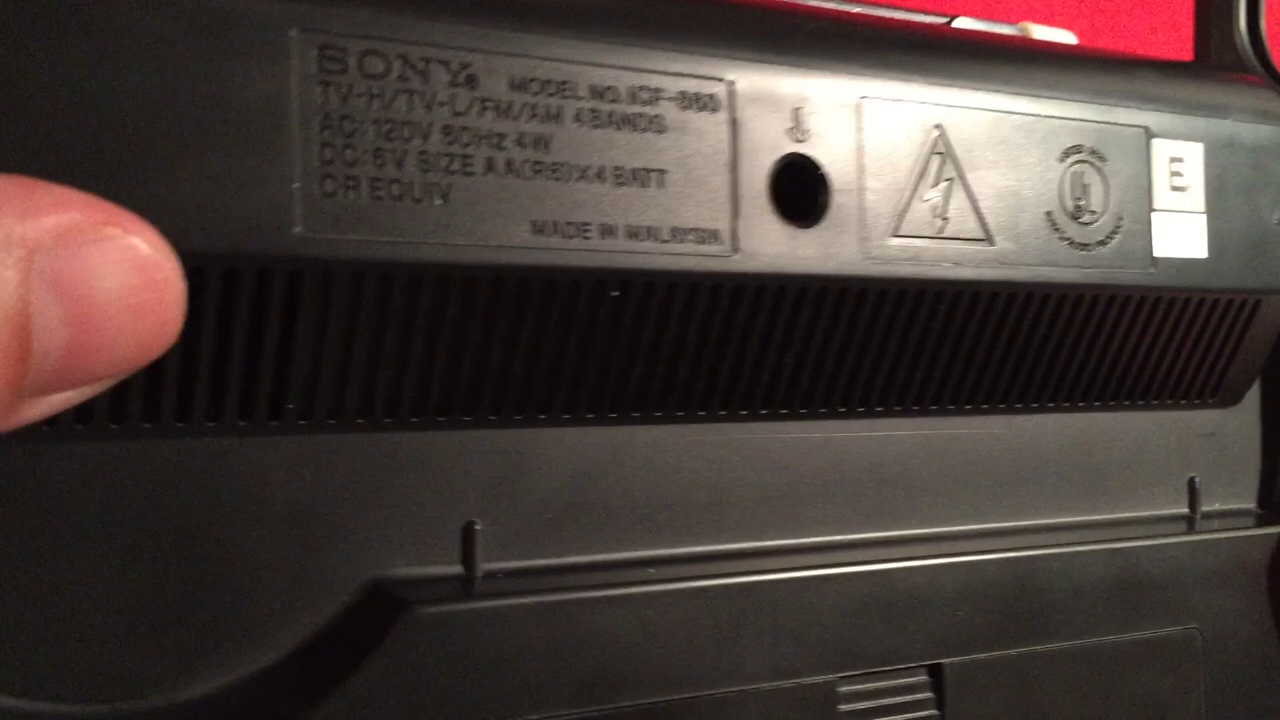 SONY® MODEL NO. ICF-
TV-H/TV-L/FM/AM 4BANDS
AC: 120V 60Hz 4W
DC: 6V SIZE AA(R6)X4 BATT
OR EQUIV
MADE IN MALAYSIA
UL
E